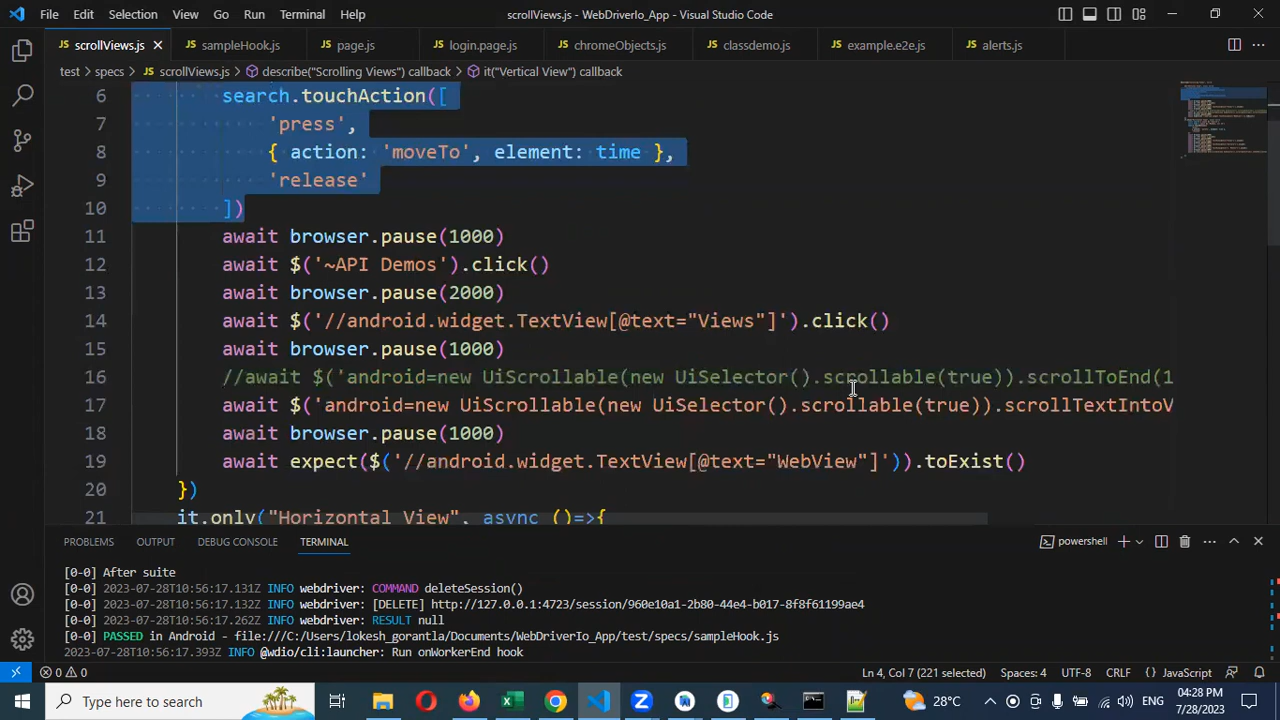 File Edit Selection View Go Run Terminal Help scrollViews.js - WebDriverIo_App - Visual Studio Code
JS scrollViews.js JS sampleHook.js JS page.js JS login.page.js JS chromeObjects.js JS classdemo.js JS example.e2e.js JS alerts.js
test > specs > JS scrollViews.js > describe("Scrolling Views") callback > it("Vertical View") callback
6 search.touchAction([
7 'press',
8 { action: 'moveTo', element: time },
9 'release'
10 ])
11 await browser.pause(1000)
12 await $('~API Demos').click()
13 await browser.pause(2000)
14 await $('//android.widget.TextView[@text="Views"]').click()
15 await browser.pause(1000)
16 //await $('android=new UiScrollable(new UiSelector().scrollable(true)).scrollToEnd(1
17 await $('android=new UiScrollable(new UiSelector().scrollable(true)).scrollTextIntoV
18 await browser.pause(1000)
19 await expect($('//android.widget.TextView[@text="WebView"]')).toExist()
20 })
21 it.only("Horizontal View", async ()=>{
PROBLEMS OUTPUT DEBUG CONSOLE TERMINAL powershell
[0-0] After suite
[0-0] 2023-07-28T10:56:17.131Z INFO webdriver: COMMAND deleteSession()
[0-0] 2023-07-28T10:56:17.132Z INFO webdriver: [DELETE] http://127.0.0.1:4723/session/960e10a1-2b80-44e4-b017-8f8f61199ae4
[0-0] 2023-07-28T10:56:17.262Z INFO webdriver: RESULT null
[0-0] PASSED in Android - file:///C:/Users/lokesh_gorantla/Documents/WebDriverIo_App/test/specs/sampleHook.js
2023-07-28T10:56:17.393Z INFO @wdio/cli:launcher: Run onWorkerEnd hook
0 0 Ln 4, Col 7 (221 selected) Spaces: 4 UTF-8 CRLF JavaScript
Type here to search 28°C ENG 04:28 PM 7/28/2023